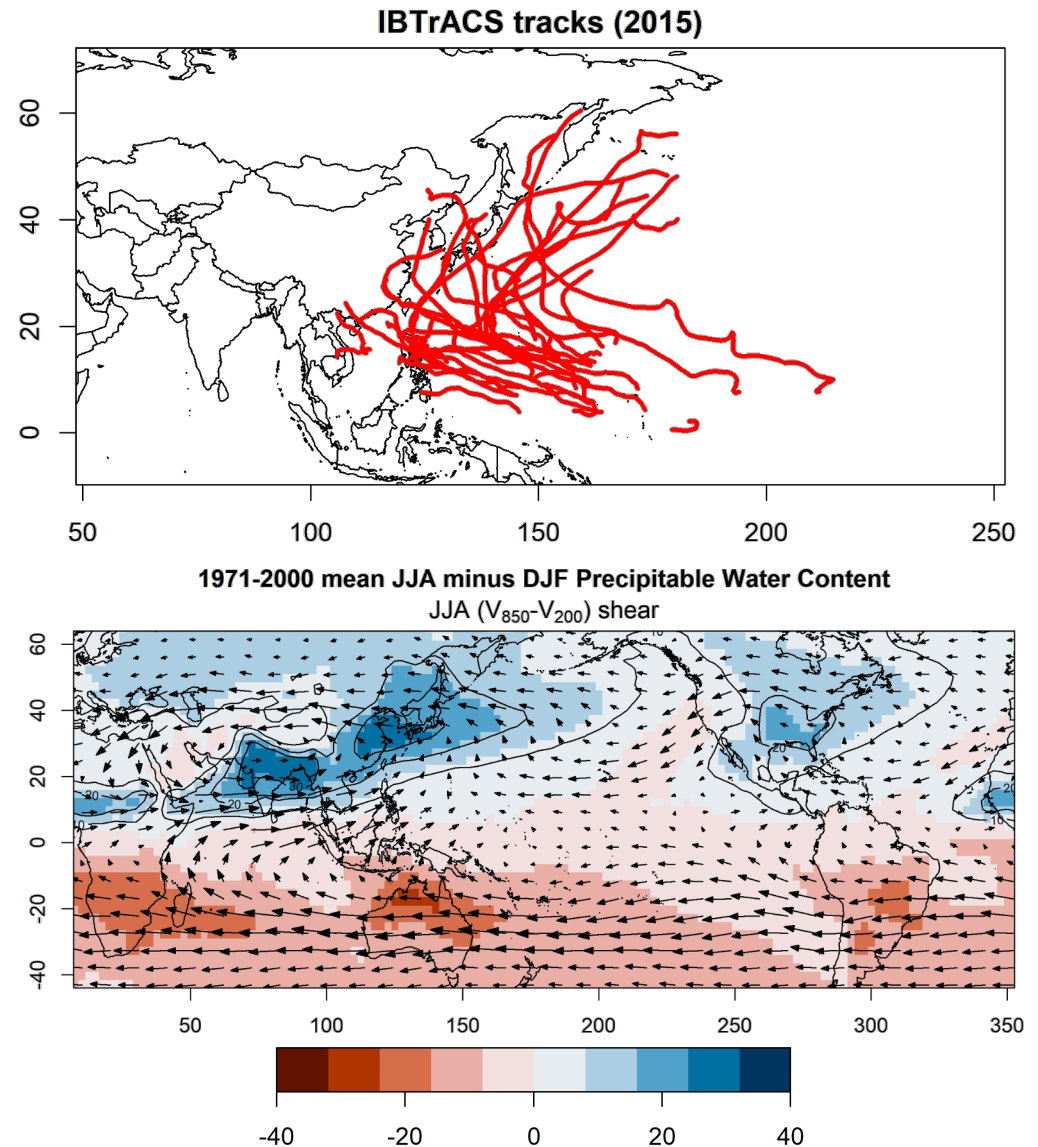 IBTrACS tracks (2015)
60
40
20
0
50 100 150 200 250
1971-2000 mean JJA minus DJF Precipitable Water Content
JJA (V850-V200) shear
60
40
20
0
-20
-40
50 100 150 200 250 300 350
-40 -20 0 20 40